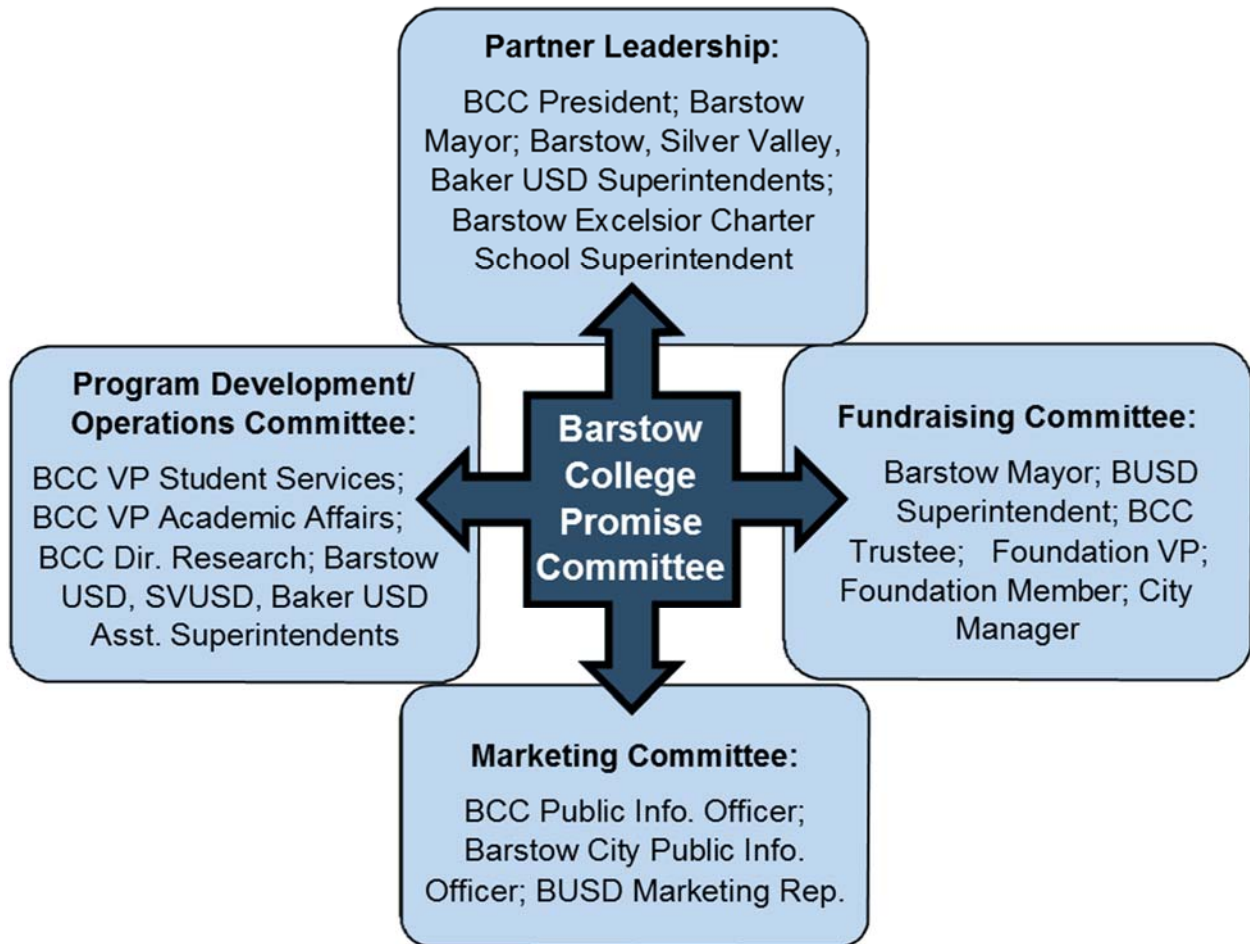 Partner Leadership:
BCC President; Barstow
Mayor; Barstow, Silver Valley,
Baker USD Superintendents;
Barstow Excelsior Charter
School Superintendent
Program Development/
Operations Committee:
BCC VP Student Services;
BCC VP Academic Affairs;
BCC Dir. Research; Barstow
USD, SVUSD, Baker USD
Asst. Superintendents
Barstow
College
Promise
Committee
Fundraising Committee:
Barstow Mayor; BUSD
Superintendent; BCC
Trustee; Foundation VP;
Foundation Member; City
Manager
Marketing Committee:
BCC Public Info. Officer;
Barstow City Public Info.
Officer; BUSD Marketing Rep.